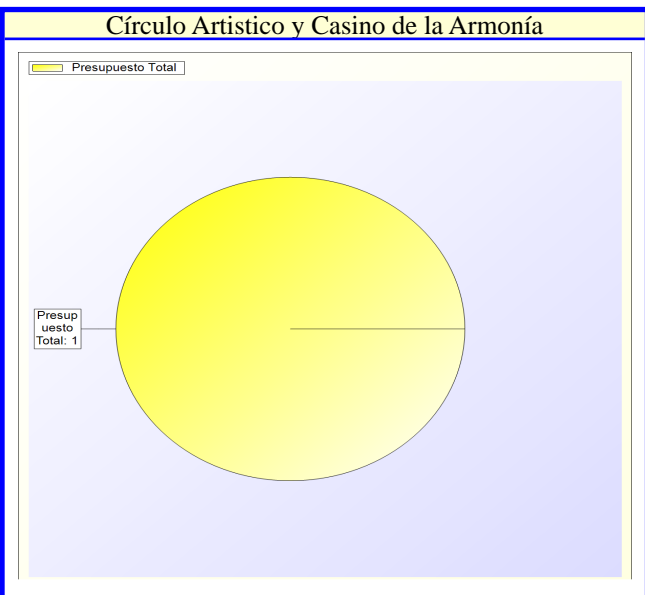 Círculo Artistico y Casino de la Armonía
Presupuesto Total
Presup
uesto
Total: 1